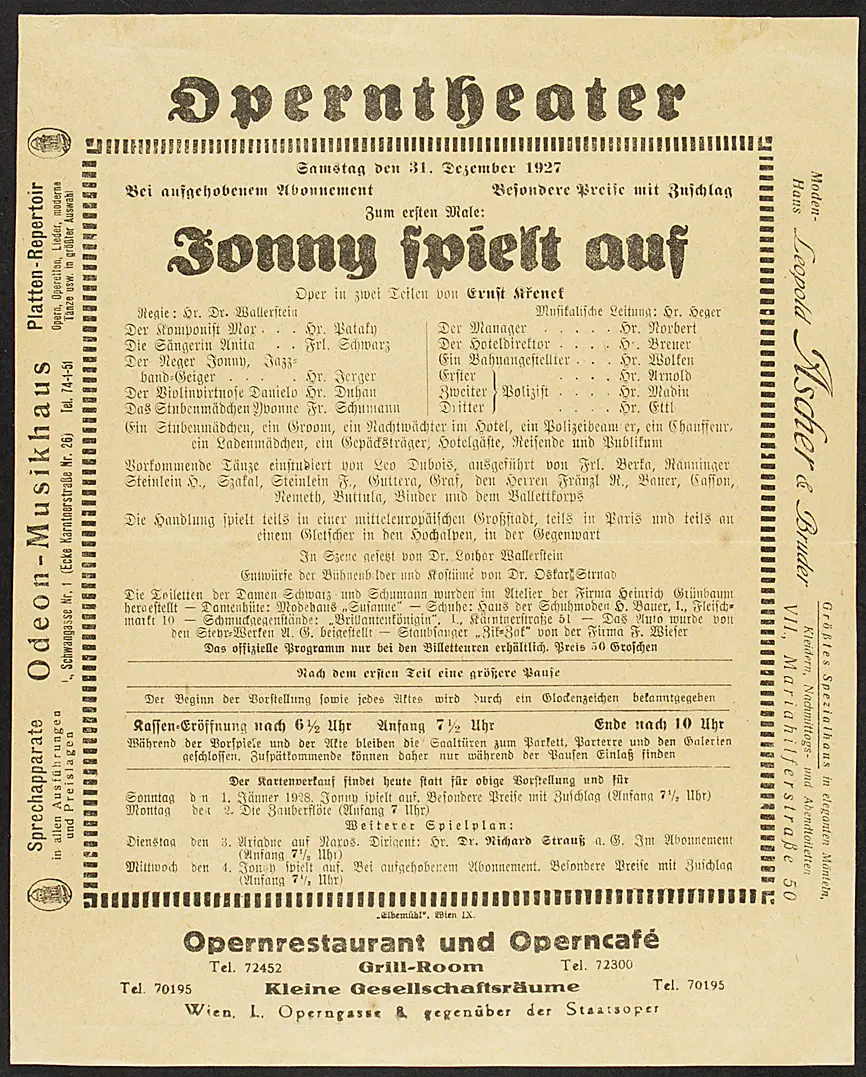 Operntheater
Samstag den 31. Dezember 1927
Bei aufgehobenem Abonnement Besondere Preise mit Zuschlag
Zum ersten Male:
Jonny spielt auf
Oper in zwei Teilen von Ernst Křenek
Regie: Hr. Dr. Wallerstein Musikalische Leitung: Hr. Heger
Der Komponist Max . . . Hr. Pataky
Die Sängerin Anita . . Frl. Schwarz
Der Neger Jonny, Jazz-
band-Geiger . . . . Hr. Jerger
Der Violinvirtuose Danielo Hr. Duhan
Das Stubenmädchen Yvonne Fr. Schumann
Der Manager . . . . . Hr. Norbert
Der Hoteldirektor . . . . Hr. Breuer
Ein Bahnangestellter . . . Hr. Wolken
Erster . . . . Hr. Arnold
Zweiter } Polizist . . . . Hr. Madin
Dritter . . . . Hr. Ettl
Ein Stubenmädchen, ein Groom, ein Nachtwächter im Hotel, ein Polizeibeamter, ein Chauffeur,
ein Ladenmädchen, ein Gepäcksträger, Hotelgäste, Reisende und Publikum
Vorkommende Tänze einstudiert von Leo Dubois, ausgeführt von Frl. Berka, Nanninger
Steinlein H., Szakal, Steinlein F., Guttera, Graf, den Herren Fränzl R., Bauer, Casson,
Nemeth, Buttula, Binder und dem Ballettkorps
Die Handlung spielt teils in einer mitteleuropäischen Großstadt, teils in Paris und teils an
einem Gletscher in den Hochalpen, in der Gegenwart
In Szene gesetzt von Dr. Lothar Wallerstein
Entwürfe der Bühnenbilder und Kostüme von Dr. Oskar Strnad
Die Toiletten der Damen Schwarz und Schumann wurden im Atelier der Firma Heinrich Grünbaum
hergestellt — Damenhüte: Modehaus „Susanne" — Schuhe: Haus der Schuhmoden H. Bauer, I., Fleisch-
markt 10 — Schmuckgegenstände: „Brillantenkönigin", I., Kärntnerstraße 51 — Das Auto wurde von
den Steyr-Werken A. G. beigestellt — Staubsauger „Zik-Zak" von der Firma F. Wieser
Das offizielle Programm nur bei den Billetteuren erhältlich. Preis 50 Groschen
Nach dem ersten Teil eine größere Pause
Der Beginn der Vorstellung sowie jedes Aktes wird durch ein Glockenzeichen bekanntgegeben
Kassen-Eröffnung nach 6½ Uhr Anfang 7½ Uhr Ende nach 10 Uhr
Während der Vorspiele und der Akte bleiben die Saaltüren zum Parkett, Parterre und den Galerien
geschlossen. Zuspätkommende können daher nur während der Pausen Einlaß finden
Der Kartenverkauf findet heute statt für obige Vorstellung und für
Sonntag den 1. Jänner 1928. Jonny spielt auf. Besondere Preise mit Zuschlag (Anfang 7½ Uhr)
Montag den 2. Die Zauberflöte (Anfang 7 Uhr)
Weiterer Spielplan:
Dienstag den 3. Ariadne auf Naxos. Dirigent: Hr. Dr. Richard Strauß a. G. Im Abonnement
(Anfang 7½ Uhr)
Mittwoch den 4. Jonny spielt auf. Bei aufgehobenem Abonnement. Besondere Preise mit Zuschlag
(Anfang 7½ Uhr)
„Elbemühl", Wien IX.
Opernrestaurant und Operncafé
Tel. 72452 Grill-Room Tel. 72300
Tel. 70195 Kleine Gesellschaftsräume Tel. 70195
Wien, I., Operngasse 8, gegenüber der Staatsoper
Sprechapparate
in allen Ausführungen
und Preislagen
Odeon-Musikhaus
I., Schwangasse Nr. 1 (Ecke Kärntnerstraße Nr. 26) Tel. 74-1-51
Platten-Repertoir
Opern, Operetten, Lieder, moderne
Tänze usw. in größter Auswahl
Moden-
Haus Leopold Ascher & Bruder
VII., Mariahilferstraße 50
Größtes Spezialhaus in eleganten Mänteln,
Kleidern, Nachmittags- und Abendtoiletten